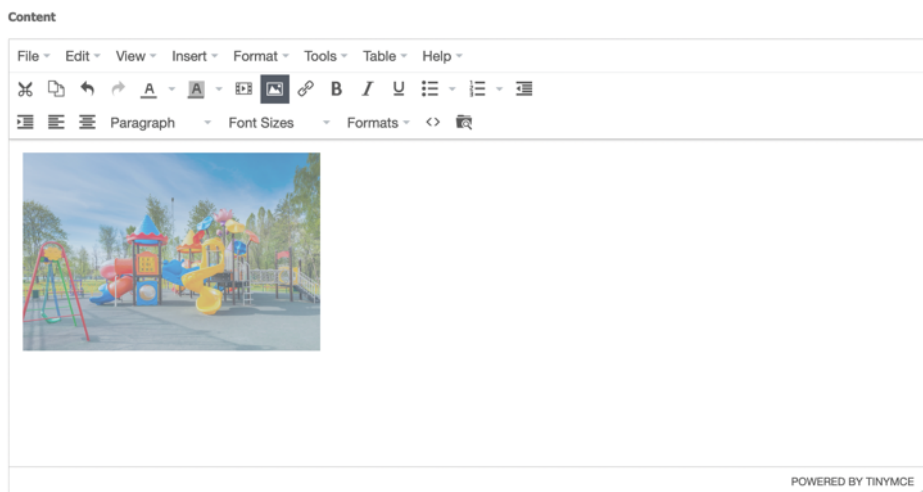 Content
File Edit View Insert Format Tools Table Help
A A B I U
Paragraph Font Sizes Formats <>
POWERED BY TINYMCE